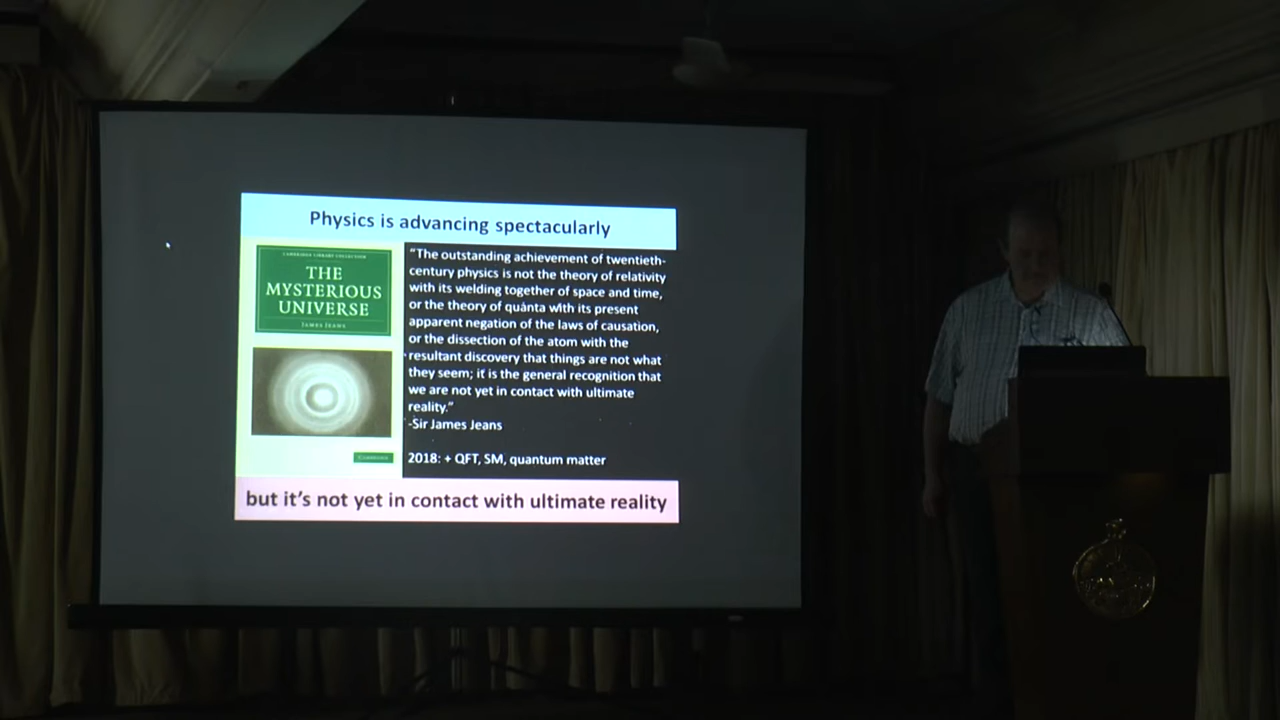 Physics is advancing spectacularly
CAMBRIDGE LIBRARY COLLECTION
THE
MYSTERIOUS
UNIVERSE
JAMES JEANS
CAMBRIDGE
"The outstanding achievement of twentieth-
century physics is not the theory of relativity
with its welding together of space and time,
or the theory of quanta with its present
apparent negation of the laws of causation,
or the dissection of the atom with the
resultant discovery that things are not what
they seem; it is the general recognition that
we are not yet in contact with ultimate
reality."
-Sir James Jeans
2018: + QFT, SM, quantum matter
but it's not yet in contact with ultimate reality